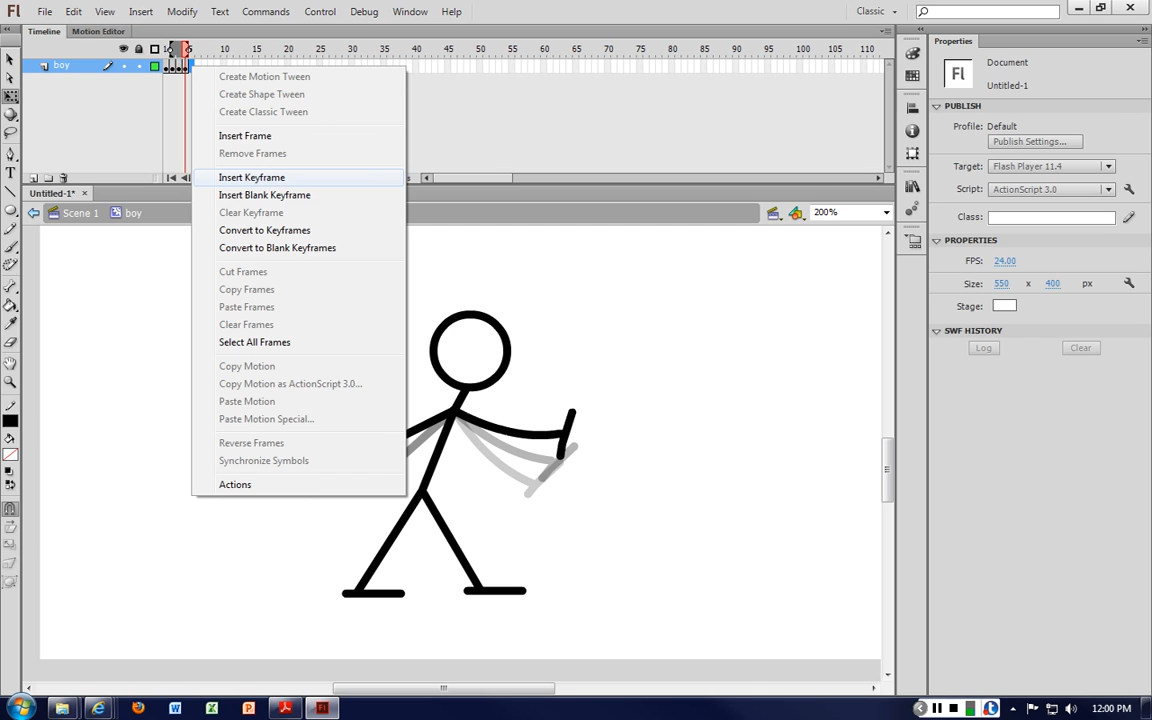 Fl File Edit View Insert Modify Text Commands Control Debug Window Help Classic
Timeline Motion Editor
Properties
1 5 10 15 20 25 30 35 40 45 50 55 60 65 70 75 80 85 90 95 100 105 110
boy
Fl Document
Untitled-1
PUBLISH
Profile: Default
Publish Settings...
Target: Flash Player 11.4
Script: ActionScript 3.0
Class:
PROPERTIES
FPS: 24.00
Size: 550 x 400 px
Stage:
SWF HISTORY
Log Clear
Untitled-1*
Scene 1 boy
200%
Create Motion Tween
Create Shape Tween
Create Classic Tween
Insert Frame
Remove Frames
Insert Keyframe
Insert Blank Keyframe
Clear Keyframe
Convert to Keyframes
Convert to Blank Keyframes
Cut Frames
Copy Frames
Paste Frames
Clear Frames
Select All Frames
Copy Motion
Copy Motion as ActionScript 3.0...
Paste Motion
Paste Motion Special...
Reverse Frames
Synchronize Symbols
Actions
12:00 PM